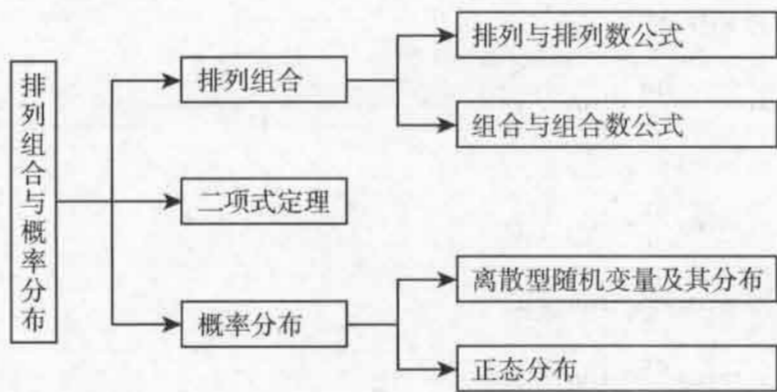 排列组合与概率分布
排列组合
排列与排列数公式
组合与组合数公式
二项式定理
概率分布
离散型随机变量及其分布
正态分布